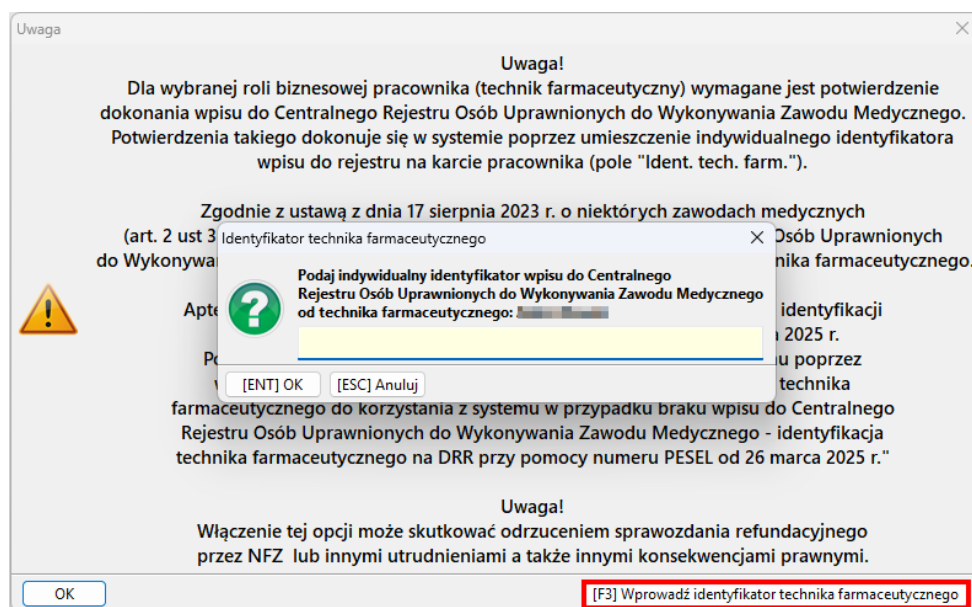 Uwaga
Uwaga!
Dla wybranej roli biznesowej pracownika (technik farmaceutyczny) wymagane jest potwierdzenie
dokonania wpisu do Centralnego Rejestru Osób Uprawnionych do Wykonywania Zawodu Medycznego.
Potwierdzenia takiego dokonuje się w systemie poprzez umieszczenie indywidualnego identyfikatora
wpisu do rejestru na karcie pracownika (pole "Ident. tech. farm.").
Zgodnie z ustawą z dnia 17 sierpnia 2023 r. o niektórych zawodach medycznych
(art. 2 ust 3 Osób Uprawnionych
do
Identyfikator technika farmaceutycznego
Podaj indywidualny identyfikator wpisu do Centralnego
Rejestru Osób Uprawnionych do Wykonywania Zawodu Medycznego
od technika farmaceutycznego:
[ENT] OK [ESC] Anuluj
identyfikacji
2025 r.
poprzez
technika
farmaceutycznego do korzystania z systemu w przypadku braku wpisu do Centralnego
Rejestru Osób Uprawnionych do Wykonywania Zawodu Medycznego - identyfikacja
technika farmaceutycznego na DRR przy pomocy numeru PESEL od 26 marca 2025 r."
Uwaga!
Włączenie tej opcji może skutkować odrzuceniem sprawozdania refundacyjnego
przez NFZ lub innymi utrudnieniami a także innymi konsekwencjami prawnymi.
OK
[F3] Wprowadź identyfikator technika farmaceutycznego